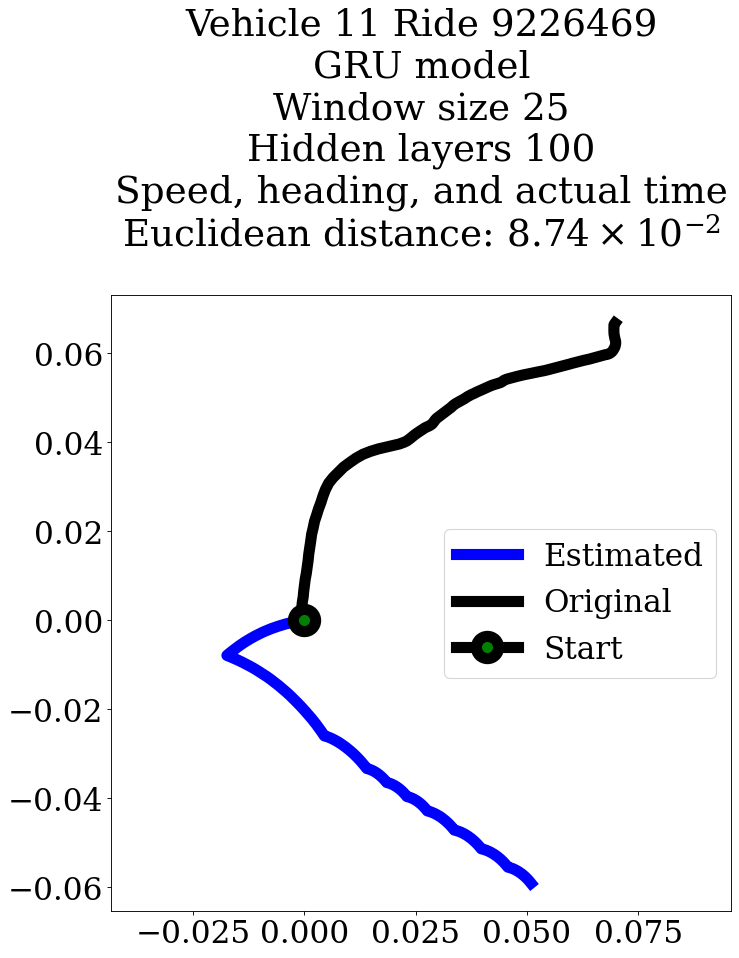 Vehicle 11 Ride 9226469
GRU model
Window size 25
Hidden layers 100
Speed, heading, and actual time
Euclidean distance: 8.74 × 10⁻²
0.06
0.04
0.02
0.00
−0.02
−0.04
−0.06
Estimated
Original
Start
−0.025 0.000 0.025 0.050 0.075